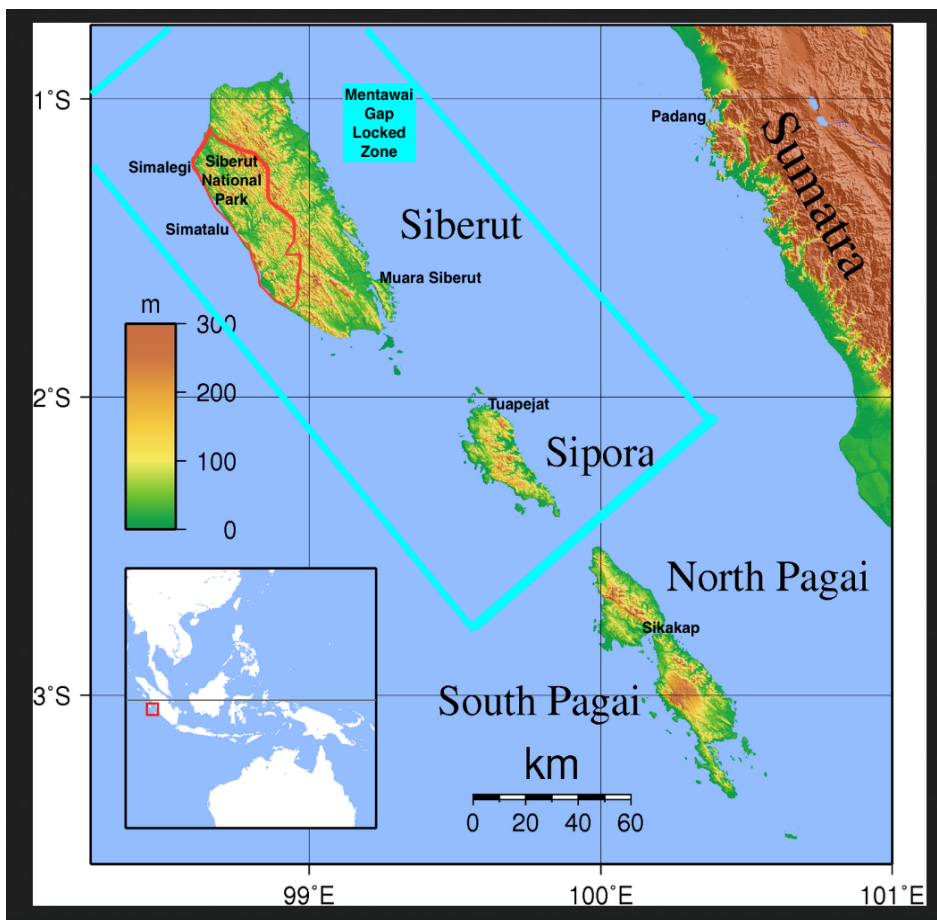 1°S
Mentawai
Gap
Locked
Zone
Padang
Sumatra
Simalegi
Siberut
National
Park
Siberut
Simatalu
Muara Siberut
m
300
200
100
0
2°S
Tuapejat
Sipora
North Pagai
Sikakap
3°S
South Pagai
km
0 20 40 60
99°E 100°E 101°E